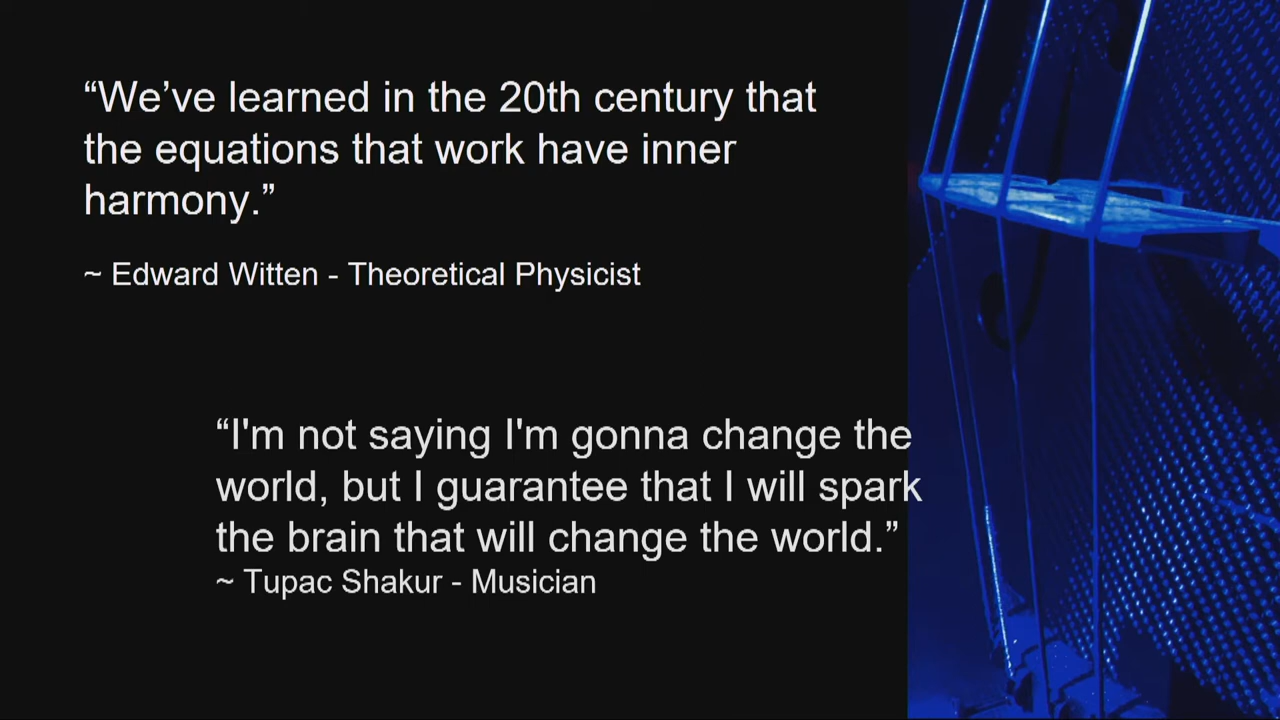 “We’ve learned in the 20th century that
the equations that work have inner
harmony.”
~ Edward Witten - Theoretical Physicist
“I'm not saying I'm gonna change the
world, but I guarantee that I will spark
the brain that will change the world.”
~ Tupac Shakur - Musician